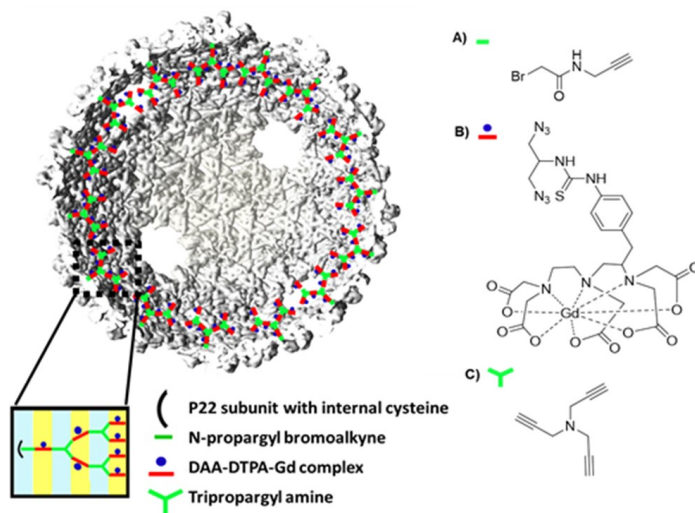 A)
H
N
Br
O
B)
N3
NH
N3
S
NH
O
O
N
N
N
O
O
Gd
O
O
O
O
O
O
C)
N
P22 subunit with internal cysteine
N-propargyl bromoalkyne
DAA-DTPA-Gd complex
Tripropargyl amine